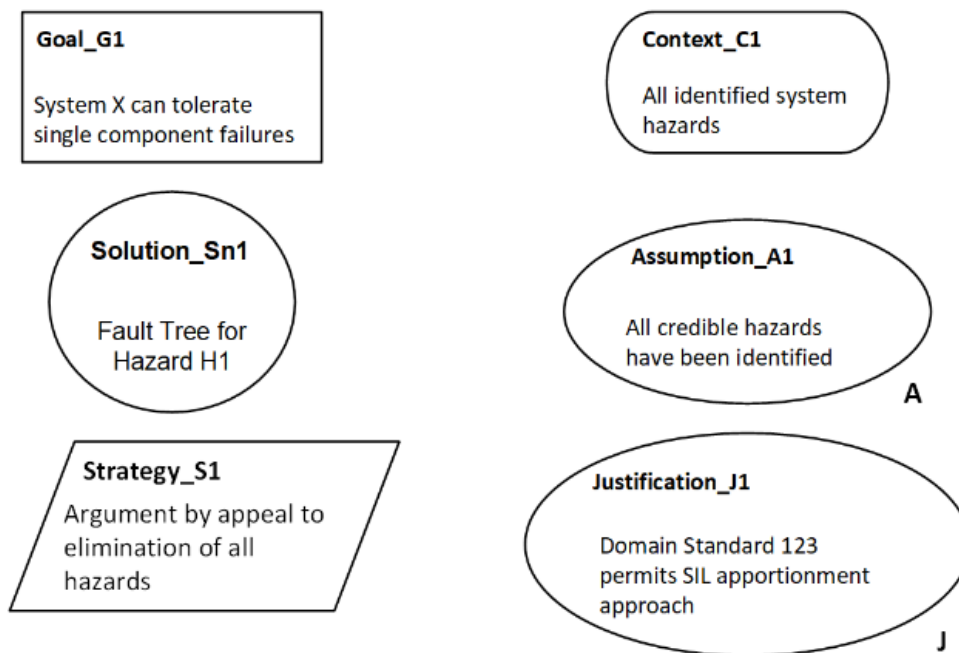 Goal_G1
System X can tolerate
single component failures
Context_C1
All identified system
hazards
Solution_Sn1
Fault Tree for
Hazard H1
Assumption_A1
All credible hazards
have been identified
A
Strategy_S1
Argument by appeal to
elimination of all
hazards
Justification_J1
Domain Standard 123
permits SIL apportionment
approach
J